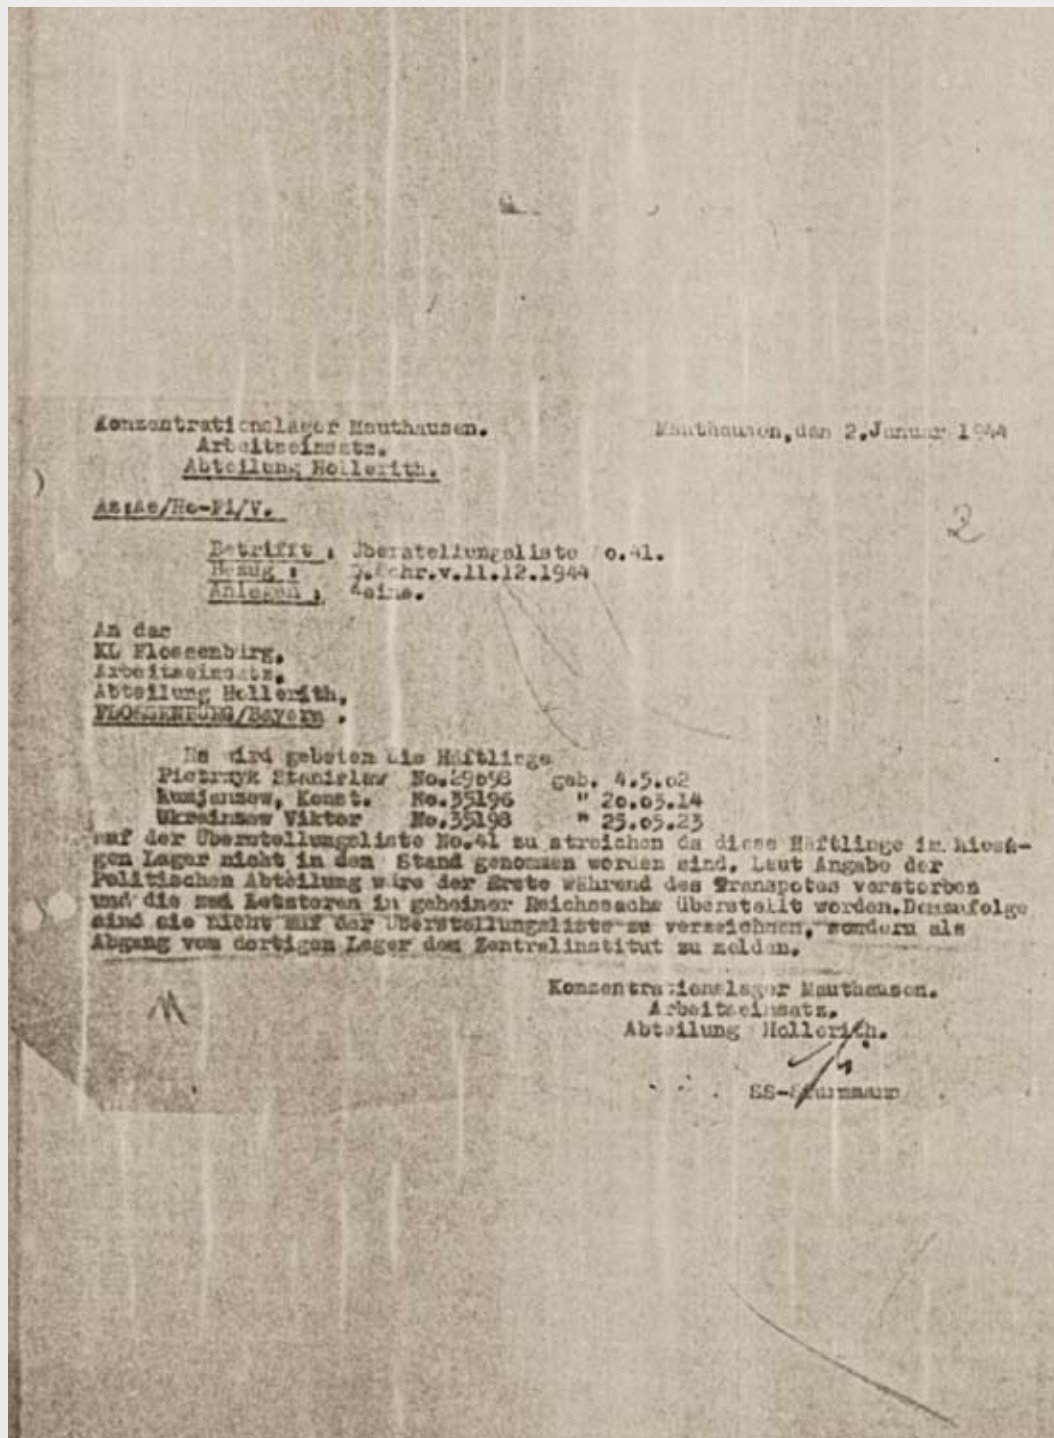 Konzentrationslager Mauthausen. Mauthausen, den 2.Januar 1944
Arbeitseinsatz.
Abteilung Hollerith.
Az:Ae/Ho-Fi/V.
Betrifft : Überstellungsliste No.41.
Bezug : D.Schr.v.11.12.1944
Anlagen : Keine.
2
An das
KL Flossenbürg,
Arbeitseinsatz,
Abteilung Hollerith,
FLOSSENBURG/Bayern .
Es wird gebeten die Häftlinge
Pietrzyk Stanislaw No.29058 geb. 4.5.02
Rumjanzew, Konst. No.35196 " 20.03.14
Ukrainzew Viktor No.35198 " 25.05.23
auf der Überstellungsliste No.41 zu streichen da diese Häftlinge im hiesi-
gen Lager nicht in den Stand genommen worden sind. Laut Angabe der
Politischen Abteilung wäre der Erste während des Transpotes verstorben
und die zwei Letzteren in geheimer Reichssache überstellt worden.Demzufolge
sind sie nicht auf der Überstellungsliste zu verzeichnen, sondern als
Abgang vom dortigen Lager dem Zentralinstitut zu melden.
Konzentrationslager Mauthausen.
Arbeitseinsatz.
Abteilung Hollerith.
SS-Sturmmann